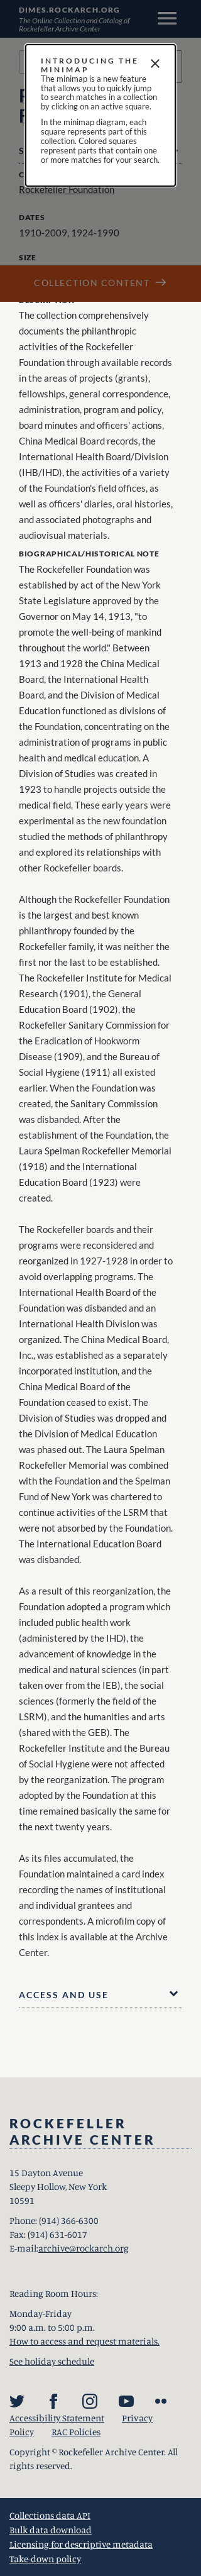 DIMES.ROCKARCH.ORG
The Online Collection and Catalog of
Rockefeller Archive Center
INTRODUCING THE
MINIMAP
The minimap is a new feature
that allows you to quickly jump
to search matches in a collection
by clicking on an active square.
In the minimap diagram, each
square represents part of this
collection. Colored squares
represent parts that contain one
or more matches for your search.
Rockefeller Foundation
DATES
1910-2009, 1924-1990
SIZE
COLLECTION CONTENT →
DESCRIPTION
The collection comprehensively
documents the philanthropic
activities of the Rockefeller
Foundation through available records
in the areas of projects (grants),
fellowships, general correspondence,
administration, program and policy,
board minutes and officers' actions,
China Medical Board records, the
International Health Board/Division
(IHB/IHD), the activities of a variety
of the Foundation's field offices, as
well as officers' diaries, oral histories,
and associated photographs and
audiovisual materials.
BIOGRAPHICAL/HISTORICAL NOTE
The Rockefeller Foundation was
established by act of the New York
State Legislature approved by the
Governor on May 14, 1913, "to
promote the well-being of mankind
throughout the world." Between
1913 and 1928 the China Medical
Board, the International Health
Board, and the Division of Medical
Education functioned as divisions of
the Foundation, concentrating on the
administration of programs in public
health and medical education. A
Division of Studies was created in
1923 to handle projects outside the
medical field. These early years were
experimental as the new foundation
studied the methods of philanthropy
and explored its relationships with
other Rockefeller boards.
Although the Rockefeller Foundation
is the largest and best known
philanthropy founded by the
Rockefeller family, it was neither the
first nor the last to be established.
The Rockefeller Institute for Medical
Research (1901), the General
Education Board (1902), the
Rockefeller Sanitary Commission for
the Eradication of Hookworm
Disease (1909), and the Bureau of
Social Hygiene (1911) all existed
earlier. When the Foundation was
created, the Sanitary Commission
was disbanded. After the
establishment of the Foundation, the
Laura Spelman Rockefeller Memorial
(1918) and the International
Education Board (1923) were
created.
The Rockefeller boards and their
programs were reconsidered and
reorganized in 1927-1928 in order to
avoid overlapping programs. The
International Health Board of the
Foundation was disbanded and an
International Health Division was
organized. The China Medical Board,
Inc., was established as a separately
incorporated institution, and the
China Medical Board of the
Foundation ceased to exist. The
Division of Studies was dropped and
the Division of Medical Education
was phased out. The Laura Spelman
Rockefeller Memorial was combined
with the Foundation and the Spelman
Fund of New York was chartered to
continue activities of the LSRM that
were not absorbed by the Foundation.
The International Education Board
was disbanded.
As a result of this reorganization, the
Foundation adopted a program which
included public health work
(administered by the IHD), the
advancement of knowledge in the
medical and natural sciences (in part
taken over from the IEB), the social
sciences (formerly the field of the
LSRM), and the humanities and arts
(shared with the GEB). The
Rockefeller Institute and the Bureau
of Social Hygiene were not affected
by the reorganization. The program
adopted by the Foundation at this
time remained basically the same for
the next twenty years.
As its files accumulated, the
Foundation maintained a card index
recording the names of institutional
and individual grantees and
correspondents. A microfilm copy of
this index is available at the Archive
Center.
ACCESS AND USE
ROCKEFELLER
ARCHIVE CENTER
15 Dayton Avenue
Sleepy Hollow, New York
10591
Phone: (914) 366-6300
Fax: (914) 631-6017
E-mail:archive@rockarch.org
Reading Room Hours:
Monday-Friday
9:00 a.m. to 5:00 p.m.
How to access and request materials.
See holiday schedule
Accessibility Statement Privacy
Policy RAC Policies
Copyright © Rockefeller Archive Center. All
rights reserved.
Collections data API
Bulk data download
Licensing for descriptive metadata
Take-down policy